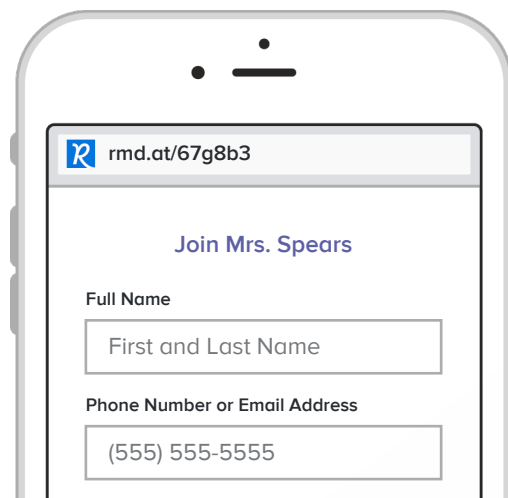 rmd.at/67g8b3
Join Mrs. Spears
Full Name
First and Last Name
Phone Number or Email Address
(555) 555-5555